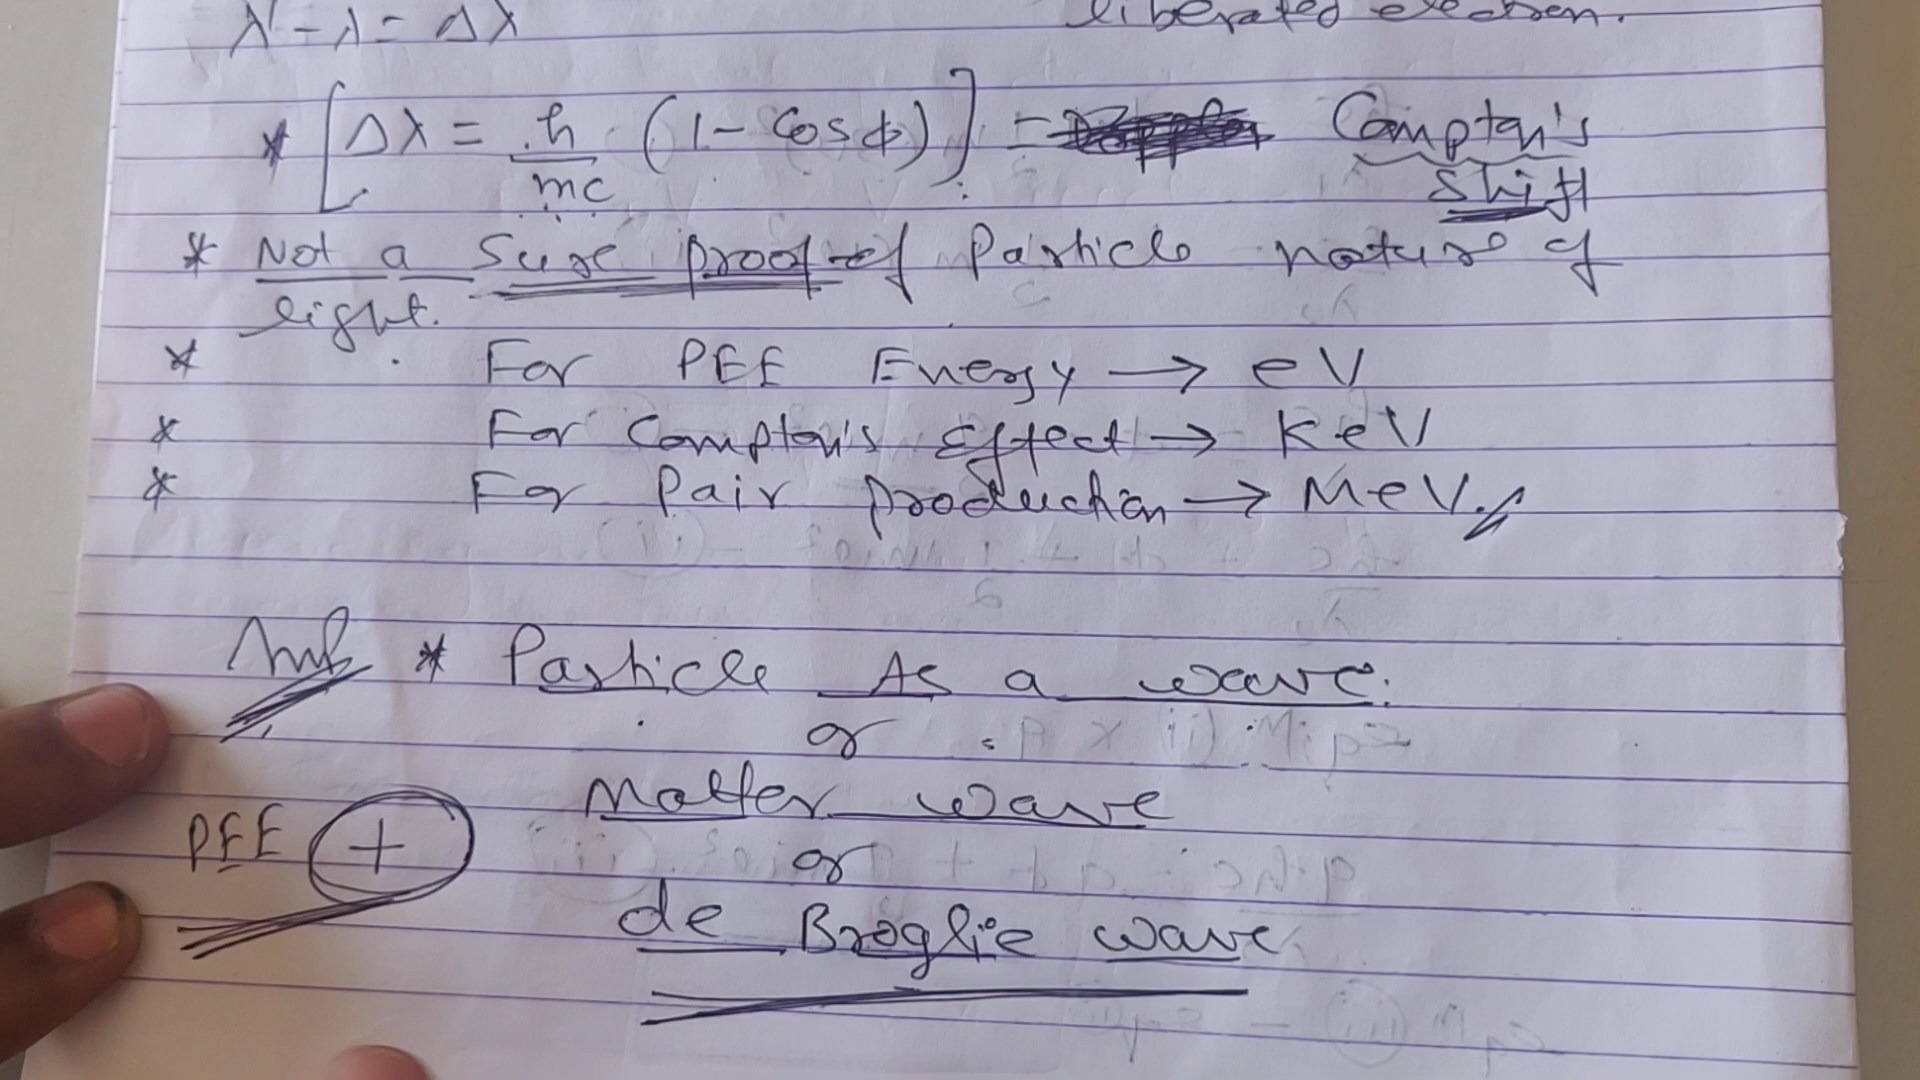 λ' - λ = Δλ liberated electron.
* [Δλ = h/mc (1 - Cos ϕ)] = Compton's
Shift
* Not a Sure proof of Particle nature of
light.
* For PEE Energy → eV
* For Compton's Effect → KeV
* For Pair production → MeV.
* Particle As a wave.
or
Matter wave
PEE +
or
de Broglie wave